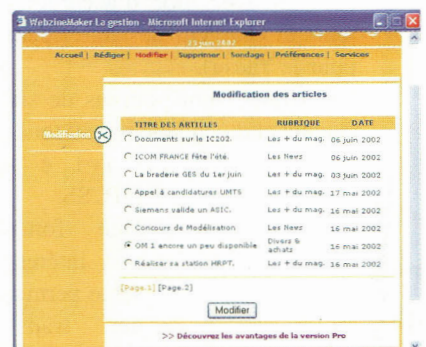 WebzineMaker La gestion - Microsoft Internet Explorer
23 juin 2002
Accueil | Rédiger | Modifier | Supprimer | Sondage | Préférences | Services
Modification des articles
Modification
TITRE DES ARTICLES RUBRIQUE DATE
Documents sur le IC202. Les + du mag. 06 juin 2002
ICOM FRANCE fête l'été. Les News 06 juin 2002
La braderie GES du 1er juin Les + du mag. 03 juin 2002
Appel à candidatures UMTS Les + du mag. 17 mai 2002
Siemens valide un ASIC. Les + du mag. 16 mai 2002
Concours de Modélisation Les News 16 mai 2002
OM 1 encore un peu disponible Divers & achats 16 mai 2002
Réaliser sa station HRPT. Les + du mag. 16 mai 2002
[Page.1] [Page.2]
Modifier
>> Découvrez les avantages de la version Pro